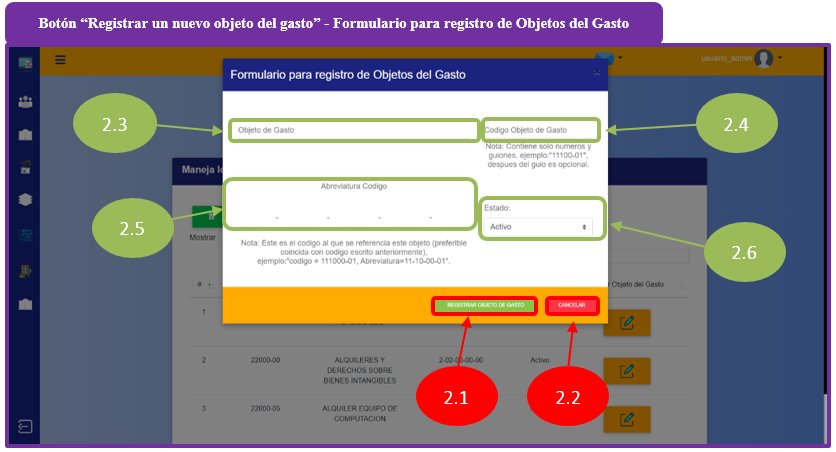 Botón “Registrar un nuevo objeto del gasto” - Formulario para registro de Objetos del Gasto
usuario_admin
Formulario para registro de Objetos del Gasto
×
2.3
Objeto de Gasto
Codigo Objeto de Gasto
2.4
Nota: Contiene solo numeros y
guiones, ejemplo:"11100-01",
despues del guio es opcional.
Maneja lo
Abreviatura Codigo
- - - -
2.5
Estado:
Activo
2.6
Mostrar
Nota: Este es el codigo al que se referencia este objeto (preferible
coincida con codigo escrito anteriormente),
ejemplo:"codigo = 111000-01, Abreviatura=11-10-00-01".
#
Objeto del Gasto
REGISTRAR OBJETO DE GASTO
CANCELAR
1
2 22000-00 ALQUILERES Y 2-02-00-00-00 Activo
DERECHOS SOBRE
BIENES INTANGIBLES
2.1
2.2
3 22000-05 ALQUILER EQUIPO DE
COMPUTACION